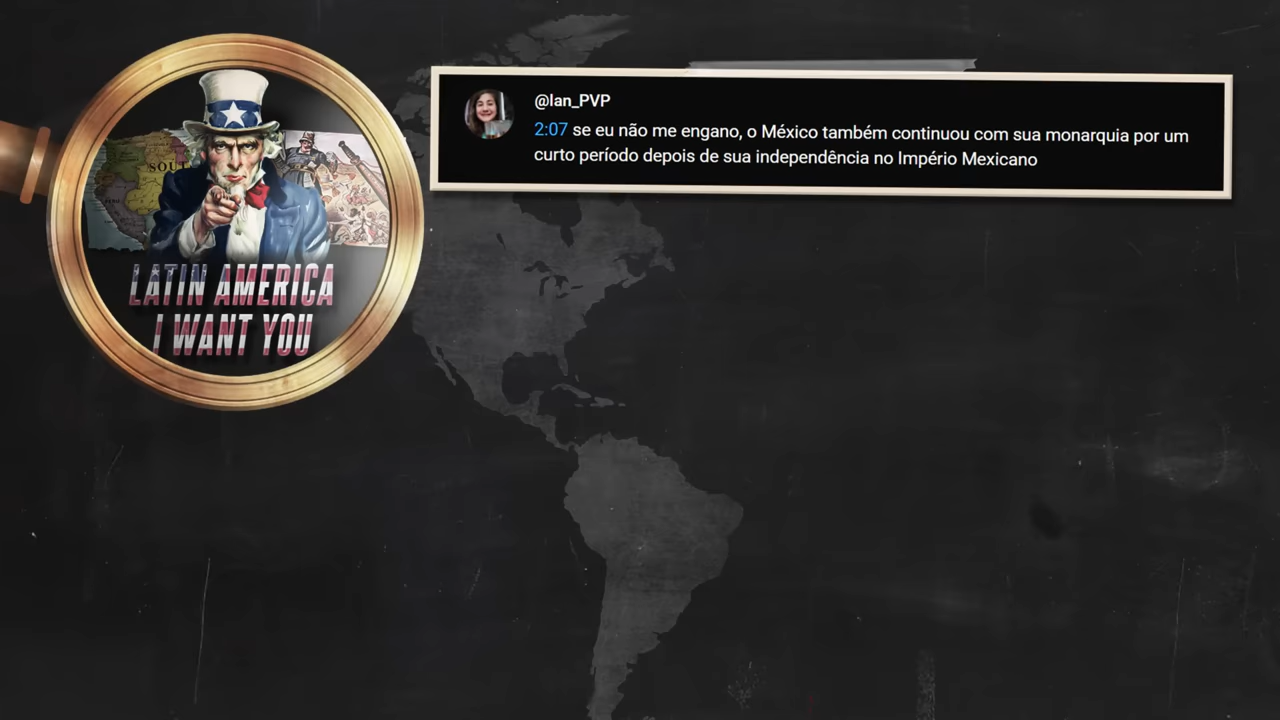 SOUT
LATIN AMERICA
I WANT YOU
@lan_PVP
2:07 se eu não me engano, o México também continuou com sua monarquia por um
curto período depois de sua independência no Império Mexicano